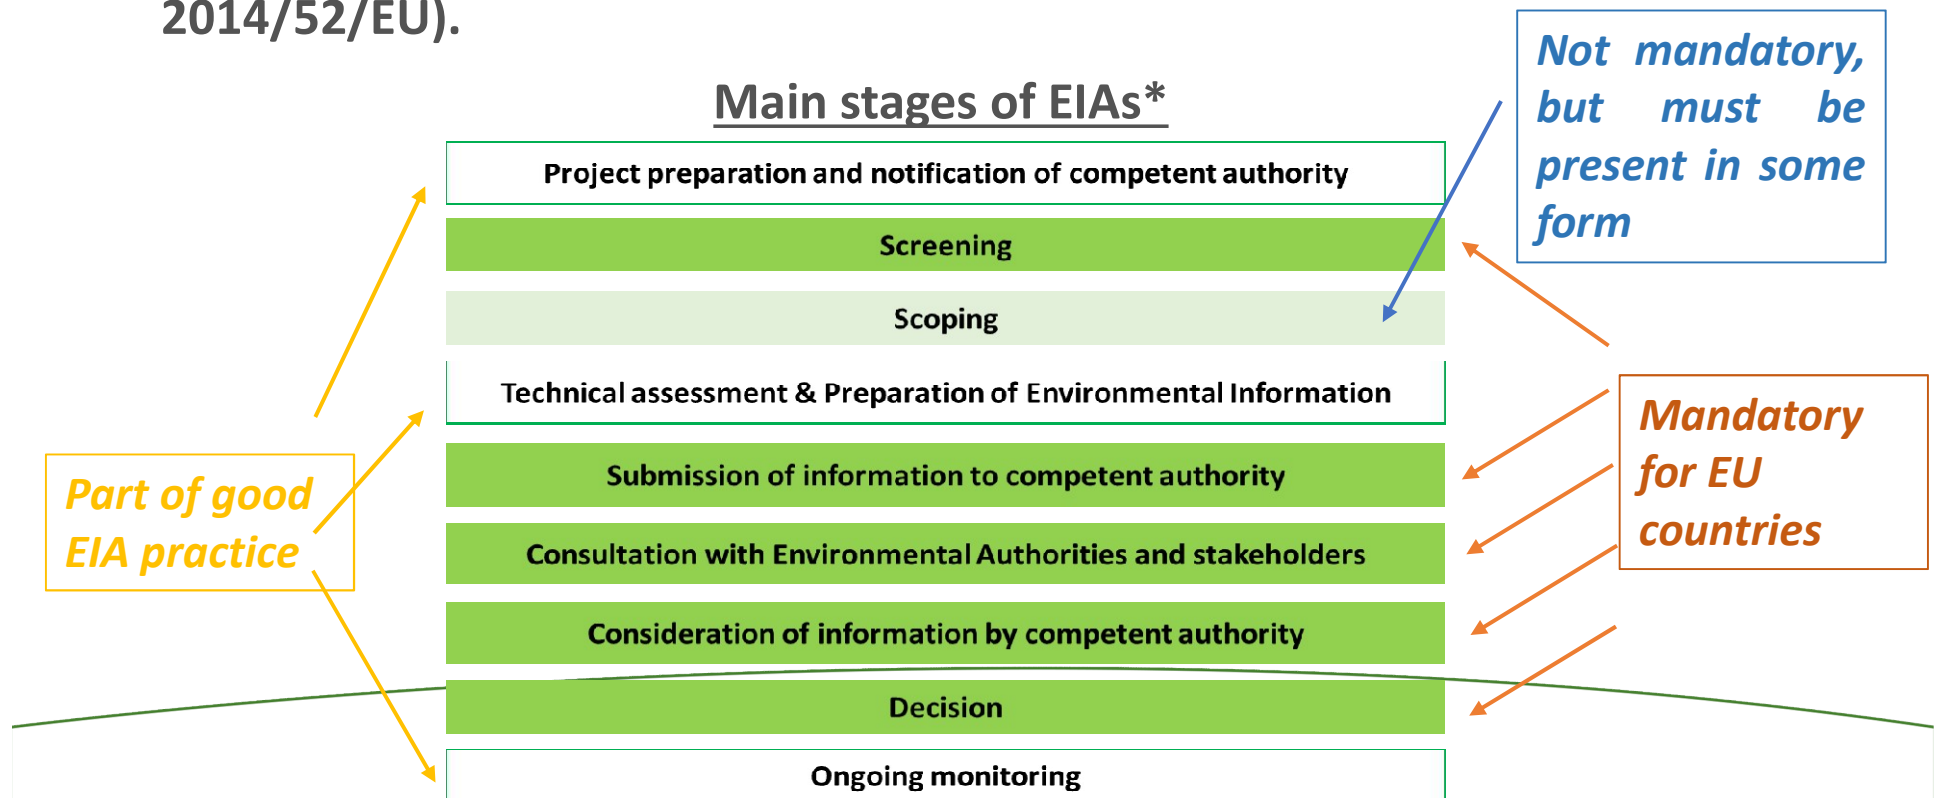 2014/52/EU).
Main stages of EIAs*
Not mandatory,
but must be
present in some
form
Project preparation and notification of competent authority
Screening
Scoping
Technical assessment & Preparation of Environmental Information
Submission of information to competent authority
Consultation with Environmental Authorities and stakeholders
Consideration of information by competent authority
Decision
Ongoing monitoring
Part of good
EIA practice
Mandatory
for EU
countries